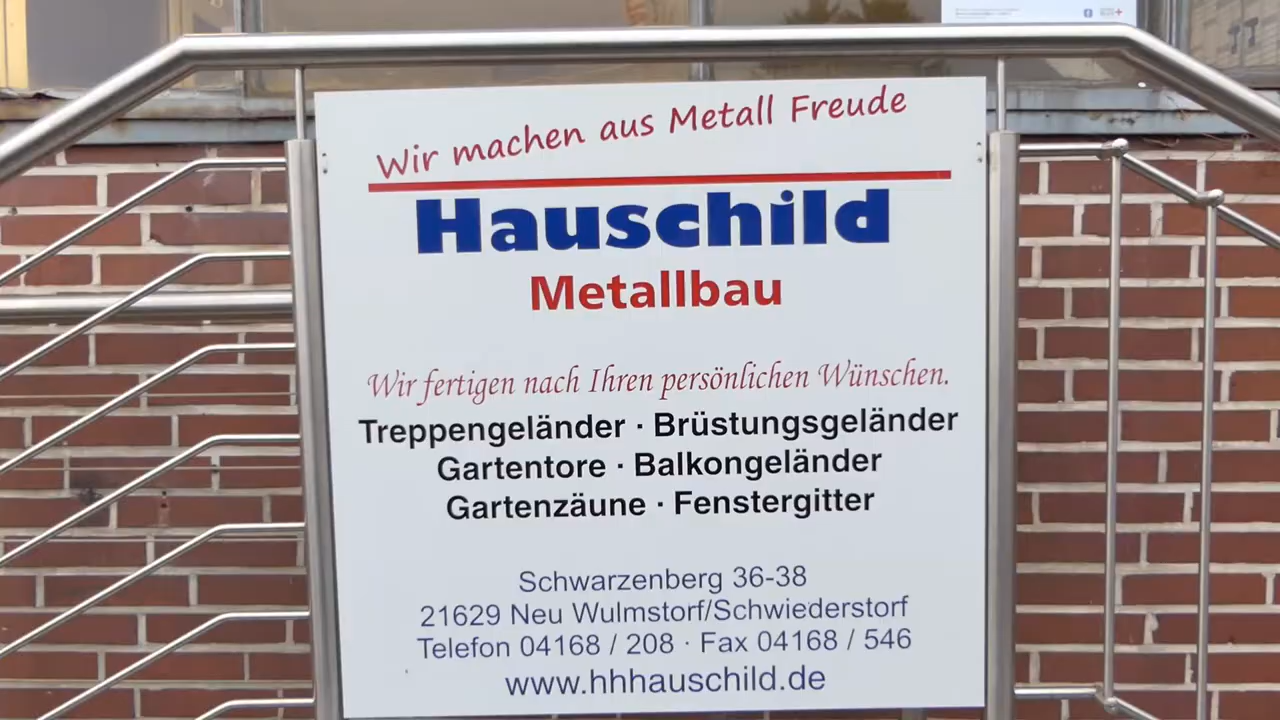 Wir machen aus Metall Freude
Hauschild
Metallbau
Wir fertigen nach Ihren persönlichen Wünschen.
Treppengeländer · Brüstungsgeländer
Gartentore · Balkongeländer
Gartenzäune · Fenstergitter
Schwarzenberg 36-38
21629 Neu Wulmstorf/Schwiederstorf
Telefon 04168 / 208 · Fax 04168 / 546
www.hhhauschild.de